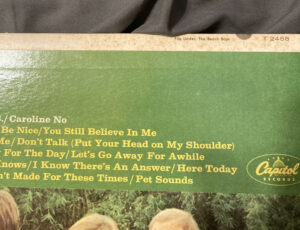 File Under: The Beach Boys T 2458
./Caroline No
Be Nice/You Still Believe In Me
Me/Don't Talk (Put Your Head on My Shoulder)
For The Day/Let's Go Away For Awhile
Knows/I Know There's An Answer/Here Today
n't Made For These Times/Pet Sounds
Capitol
RECORDS